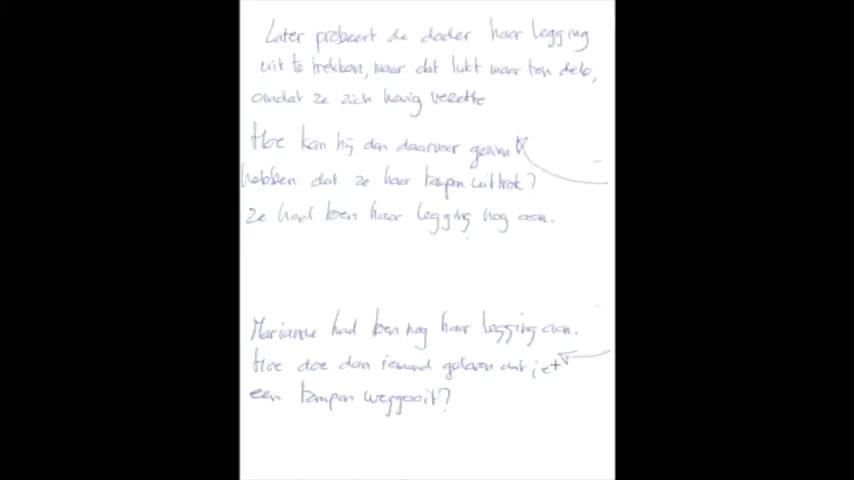 Later probeert de dader haar legging
uit te trekken, maar dat lukt maar ten dele,
omdat ze zich hevig verzette
Hoe kan hij dan daarvoor gezien
hebben dat ze haar tampon uittrok?
Ze had toen haar legging nog aan.
Marianne had toen nog haar legging aan.
Hoe doe dan iemand geloven dat je
een tampon weggooit?